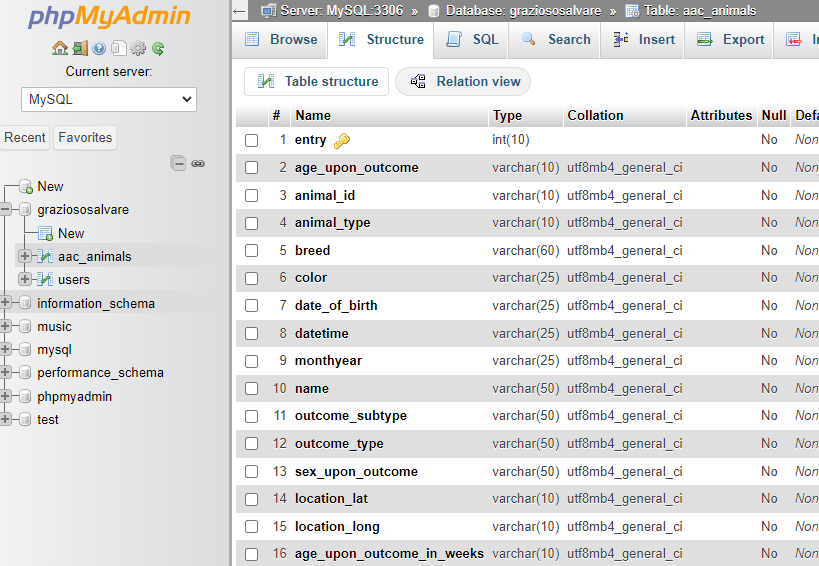 phpMyAdmin
Current server:
MySQL
Recent Favorites
New
graziososalvare
New
aac_animals
users
information_schema
music
mysql
performance_schema
phpmyadmin
test
← Server: MySQL:3306 » Database: graziososalvare » Table: aac_animals
Browse Structure SQL Search Insert Export
Table structure Relation view
# Name Type Collation Attributes Null Defa
1 entry int(10) No Non
2 age_upon_outcome varchar(10) utf8mb4_general_ci No Non
3 animal_id varchar(10) utf8mb4_general_ci No Non
4 animal_type varchar(10) utf8mb4_general_ci No Non
5 breed varchar(60) utf8mb4_general_ci No Non
6 color varchar(25) utf8mb4_general_ci No Non
7 date_of_birth varchar(25) utf8mb4_general_ci No Non
8 datetime varchar(25) utf8mb4_general_ci No Non
9 monthyear varchar(25) utf8mb4_general_ci No Non
10 name varchar(50) utf8mb4_general_ci No Non
11 outcome_subtype varchar(50) utf8mb4_general_ci No Non
12 outcome_type varchar(50) utf8mb4_general_ci No Non
13 sex_upon_outcome varchar(50) utf8mb4_general_ci No Non
14 location_lat varchar(10) utf8mb4_general_ci No Non
15 location_long varchar(10) utf8mb4_general_ci No Non
16 age_upon_outcome_in_weeks varchar(10) utf8mb4_general_ci No Non